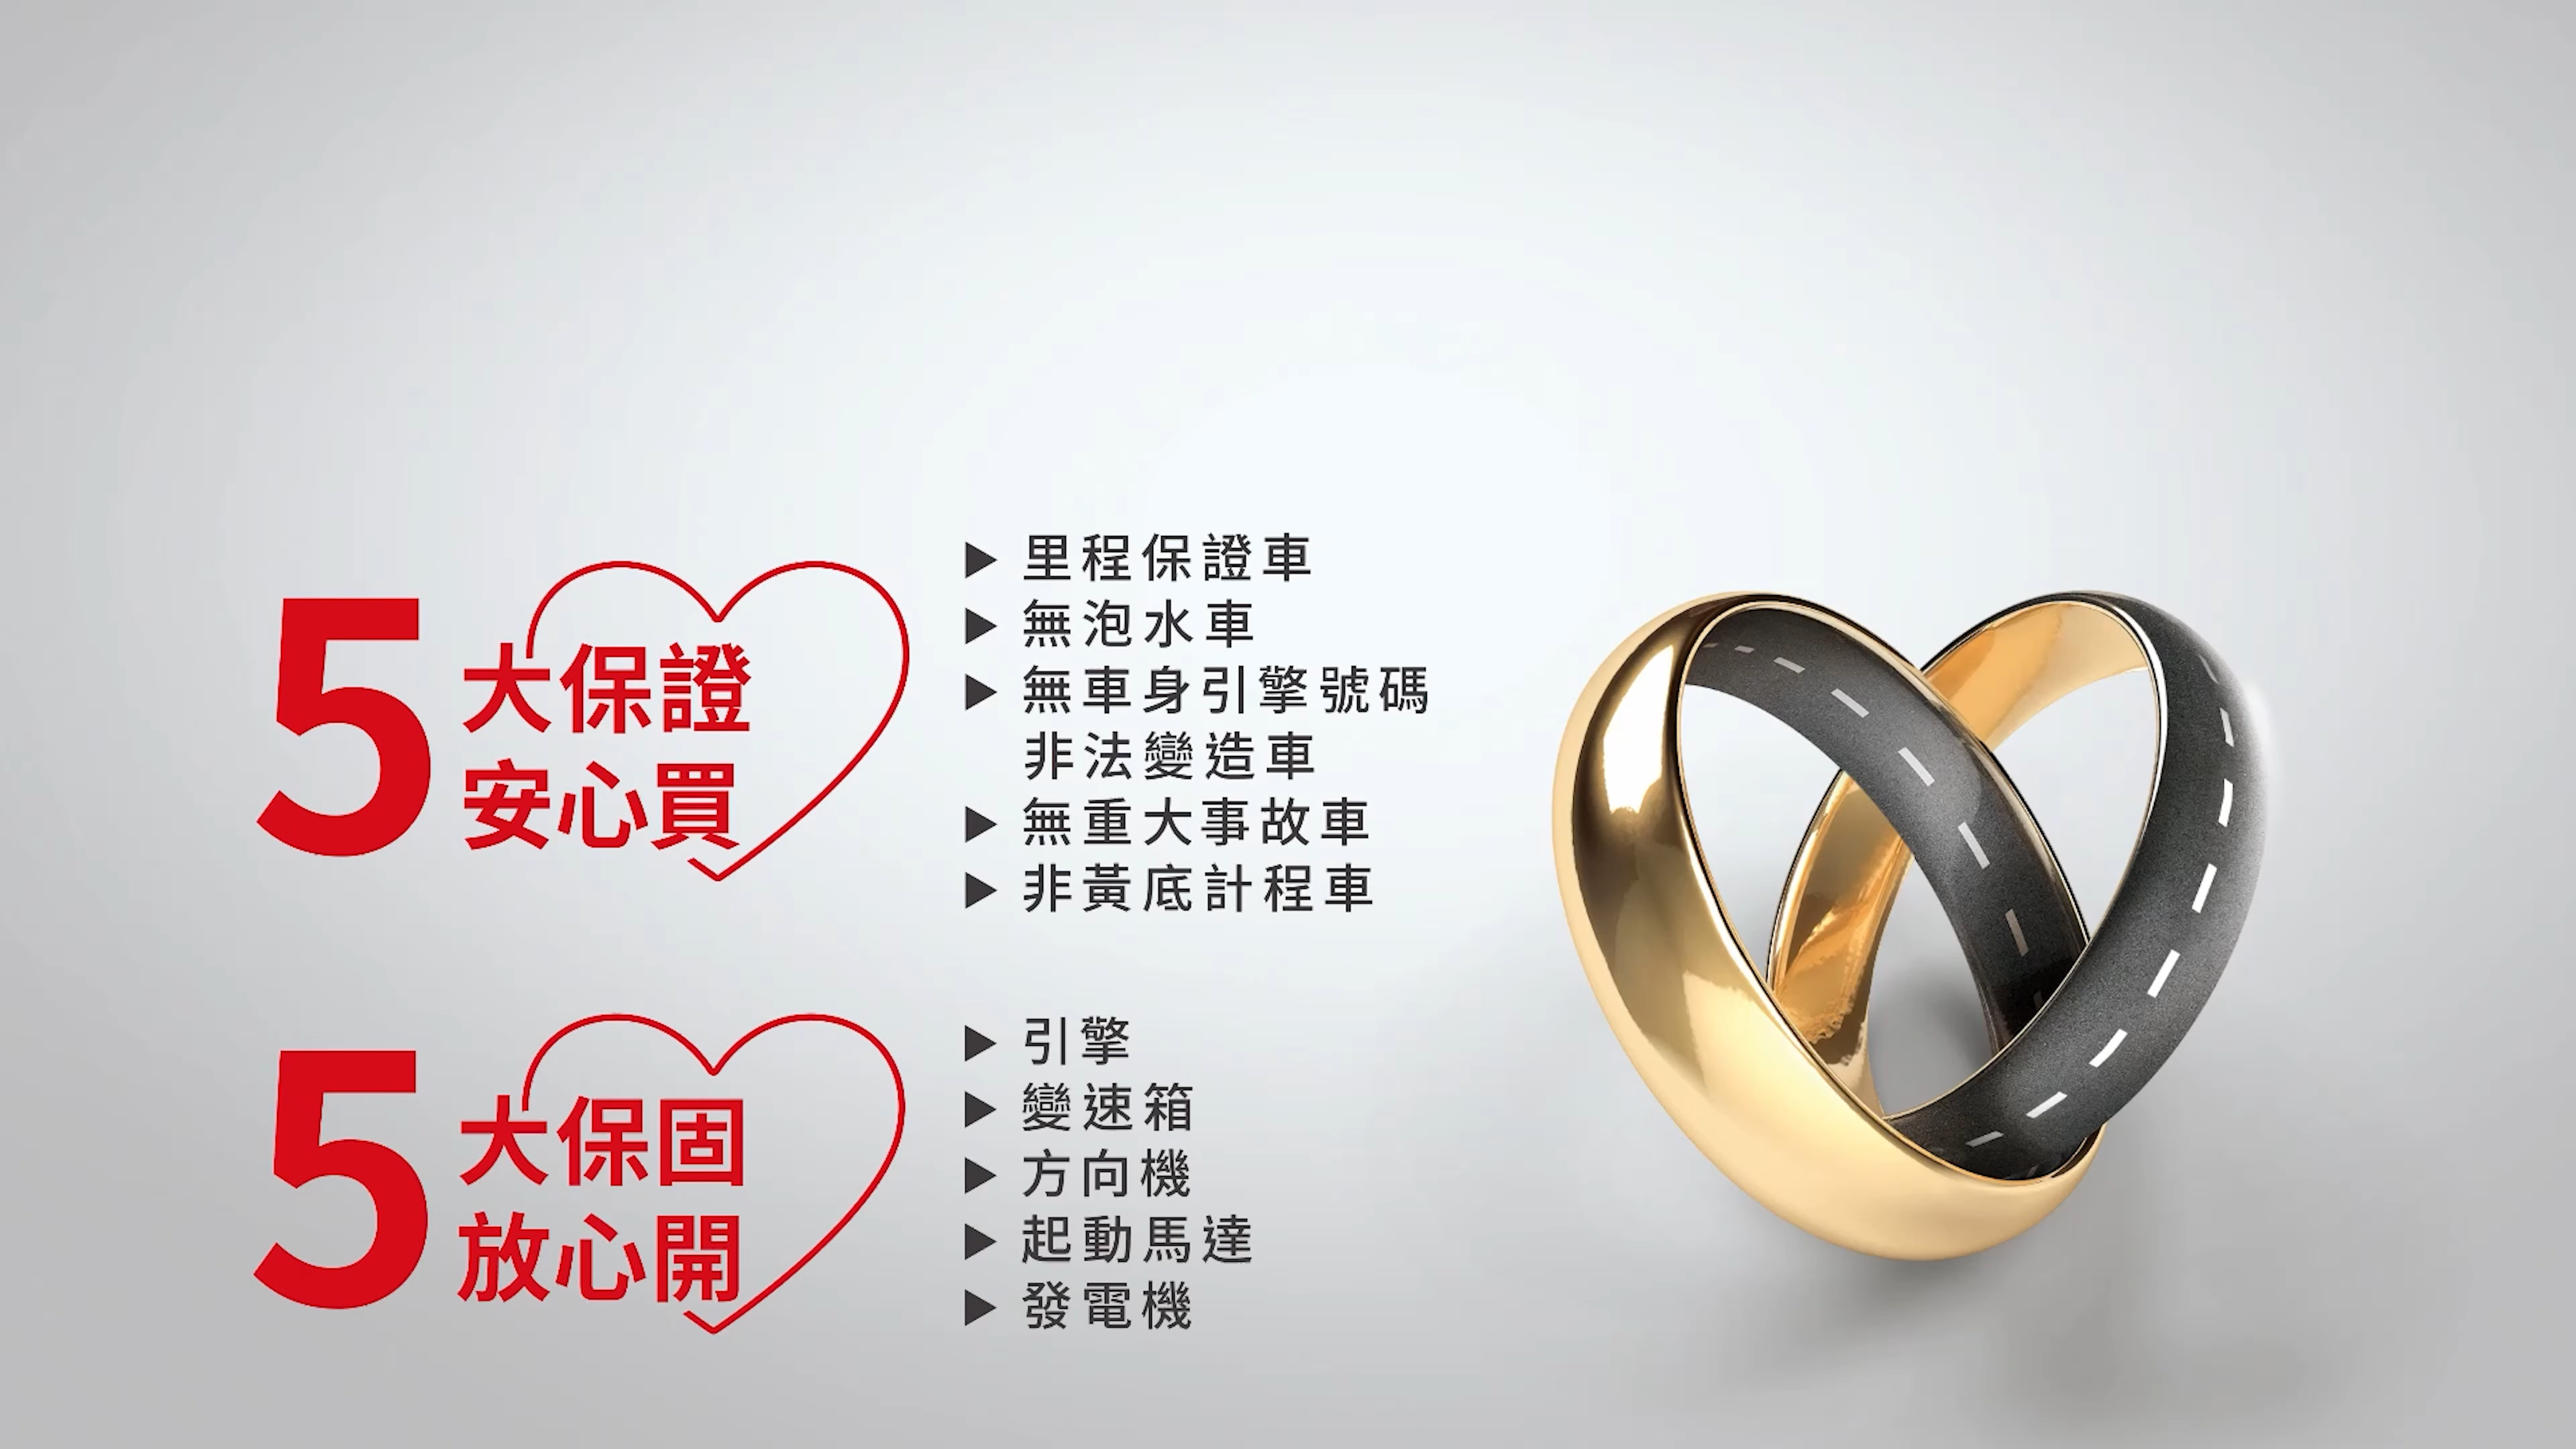 5
大保證
安心買
▶ 里程保證車
▶ 無泡水車
▶ 無車身引擎號碼
非法變造車
▶ 無重大事故車
▶ 非黃底計程車
5
大保固
放心開
▶ 引擎
▶ 變速箱
▶ 方向機
▶ 起動馬達
▶ 發電機